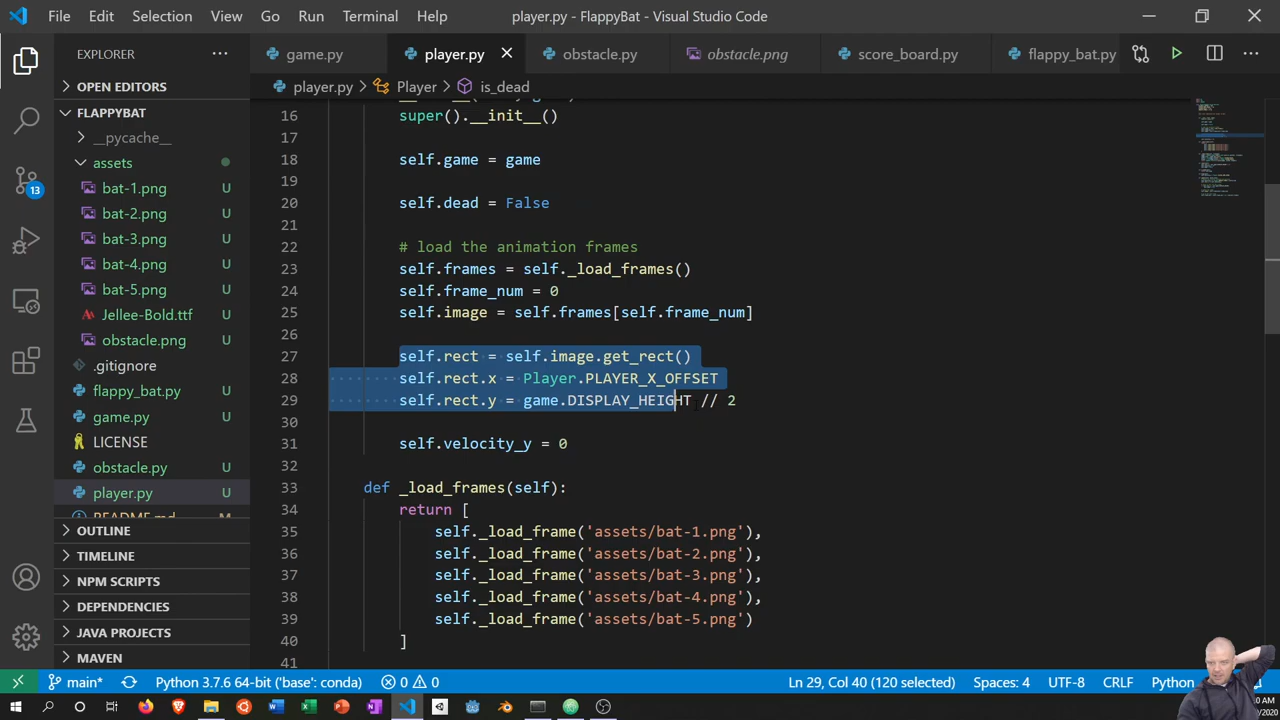 File Edit Selection View Go Run Terminal Help player.py - FlappyBat - Visual Studio Code
EXPLORER ··· game.py player.py obstacle.py obstacle.png score_board.py flappy_bat.py ···
OPEN EDITORS player.py > Player > is_dead
FLAPPYBAT
__pycache__
assets
bat-1.png U
bat-2.png U
bat-3.png U
bat-4.png U
bat-5.png U
Jellee-Bold.ttf U
obstacle.png U
.gitignore
flappy_bat.py U
game.py U
LICENSE
obstacle.py U
player.py U
README.md
OUTLINE
TIMELINE
NPM SCRIPTS
DEPENDENCIES
JAVA PROJECTS
MAVEN
13
16 super().__init__()
17
18 self.game = game
19
20 self.dead = False
21
22 # load the animation frames
23 self.frames = self._load_frames()
24 self.frame_num = 0
25 self.image = self.frames[self.frame_num]
26
27 self.rect = self.image.get_rect()
28 self.rect.x = Player.PLAYER_X_OFFSET
29 self.rect.y = game.DISPLAY_HEIGHT // 2
30
31 self.velocity_y = 0
32
33 def _load_frames(self):
34 return [
35 self._load_frame('assets/bat-1.png'),
36 self._load_frame('assets/bat-2.png'),
37 self._load_frame('assets/bat-3.png'),
38 self._load_frame('assets/bat-4.png'),
39 self._load_frame('assets/bat-5.png')
40 ]
41
main* Python 3.7.6 64-bit ('base': conda) 0 0 Ln 29, Col 40 (120 selected) Spaces: 4 UTF-8 CRLF Python